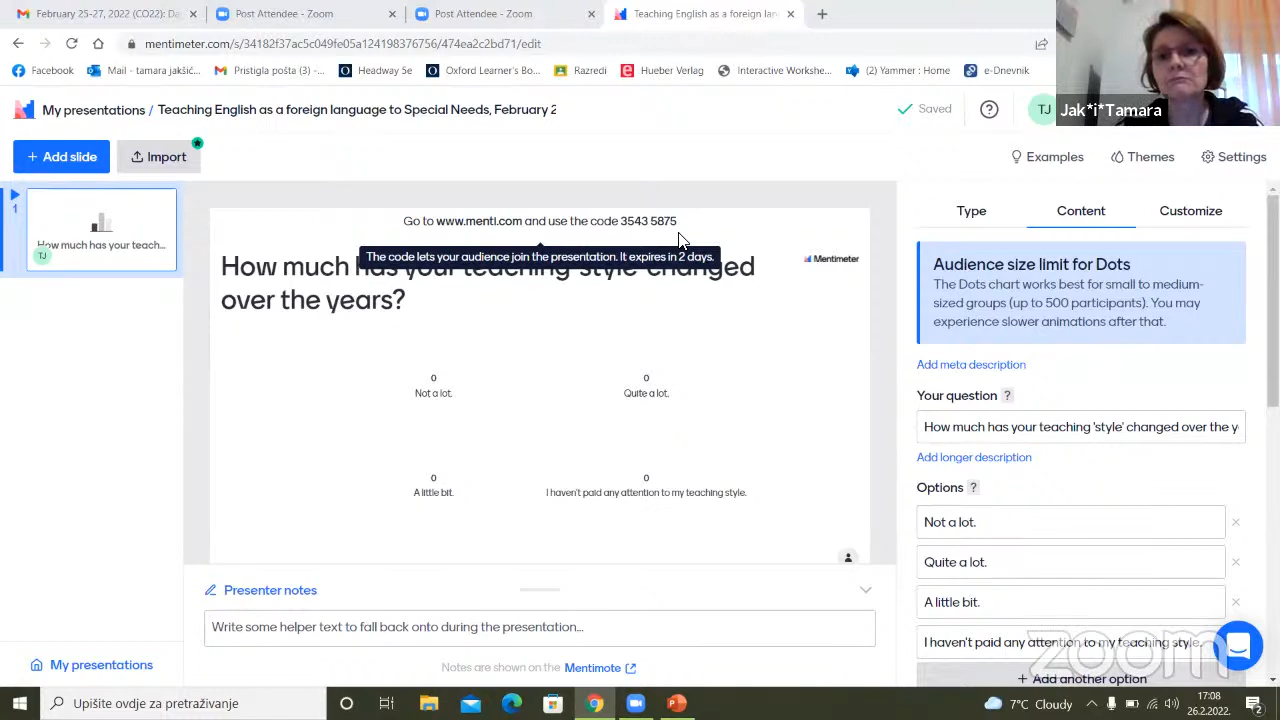 February 25-27, 2022 (CO22): Da
Post Attendee - Zoom
Post Attendee - Zoom
Teaching English as a foreign lan
mentimeter.com/s/34182f37ac5c049fe05a124198376756/474ea2c2bd71/edit
Facebook
Mail - tamara jakšić...
Pristigla pošta (3) -...
Headway 5e
Oxford Learner's Bo...
Razredi
Hueber Verlag
Interactive Workshe...
(2) Yammer : Home
e-Dnevnik
My presentations / Teaching English as a foreign language to Special Needs, February 2
Saved
TJ
Jak*i*Tamara
+ Add slide
Import
Examples
Themes
Settings
1
How much has your teach...
TJ
Go to www.menti.com and use the code 3543 5875
The code lets your audience join the presentation. It expires in 2 days.
How much has your teaching 'style' changed
over the years?
Mentimeter
0
Not a lot.
0
Quite a lot.
0
A little bit.
0
I haven't paid any attention to my teaching style.
Presenter notes
Write some helper text to fall back onto during the presentation...
Notes are shown on the Mentimote
My presentations
Type
Content
Customize
Audience size limit for Dots
The Dots chart works best for small to medium-
sized groups (up to 500 participants). You may
experience slower animations after that.
Add meta description
Your question ?
How much has your teaching 'style' changed over the y
Add longer description
Options ?
Not a lot.
Quite a lot.
A little bit.
I haven't paid any attention to my teaching style.
+ Add another option
zoom
Upišite ovdje za pretraživanje
7°C Cloudy
17:08
26.2.2022.
2